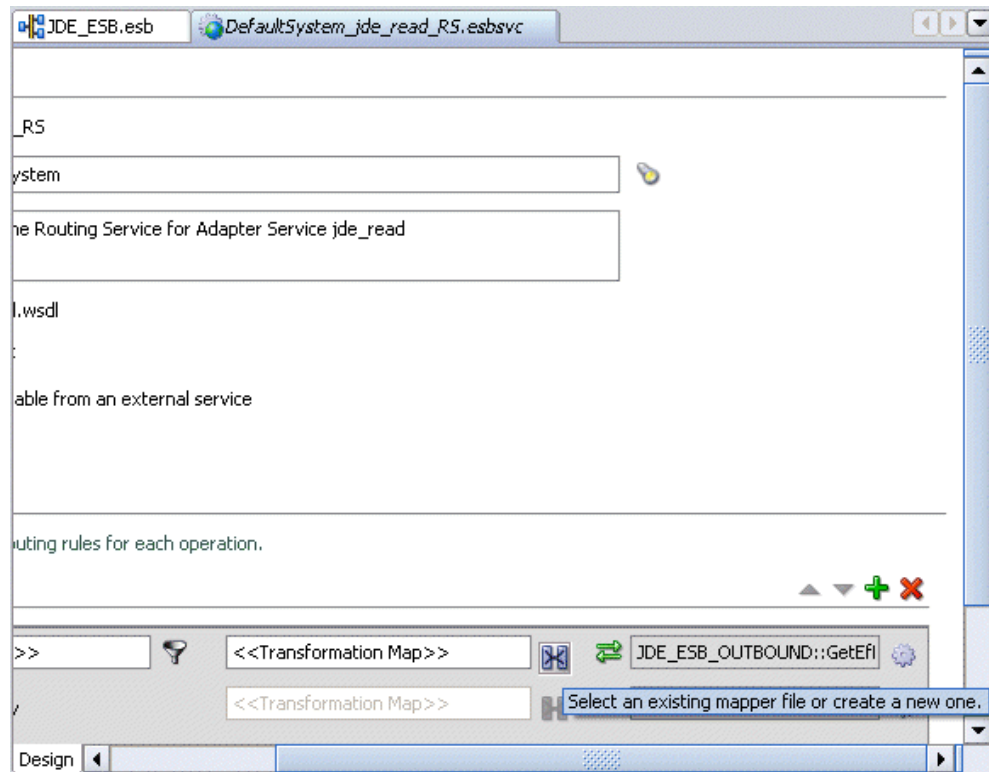 JDE_ESB.esb DefaultSystem_jde_read_RS.esbsvc
_RS
ystem
ne Routing Service for Adapter Service jde_read
l.wsdl
able from an external service
uting rules for each operation.
>> <<Transformation Map>> JDE_ESB_OUTBOUND::GetEfl
<<Transformation Map>> Select an existing mapper file or create a new one.
Design